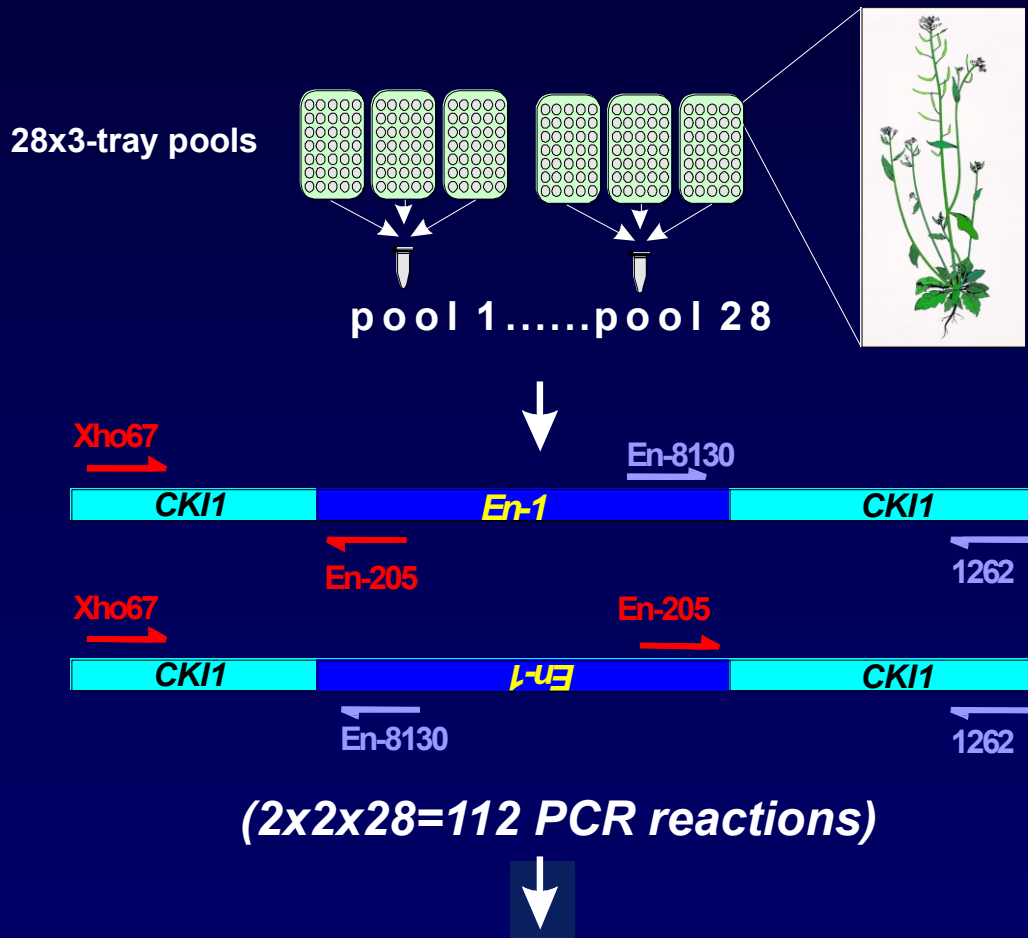 28x3-tray pools
pool 1......pool 28
Xho67
En-8130
CKI1 En-1 CKI1
En-205
1262
Xho67
En-205
CKI1 En-1 CKI1
En-8130
1262
(2x2x28=112 PCR reactions)